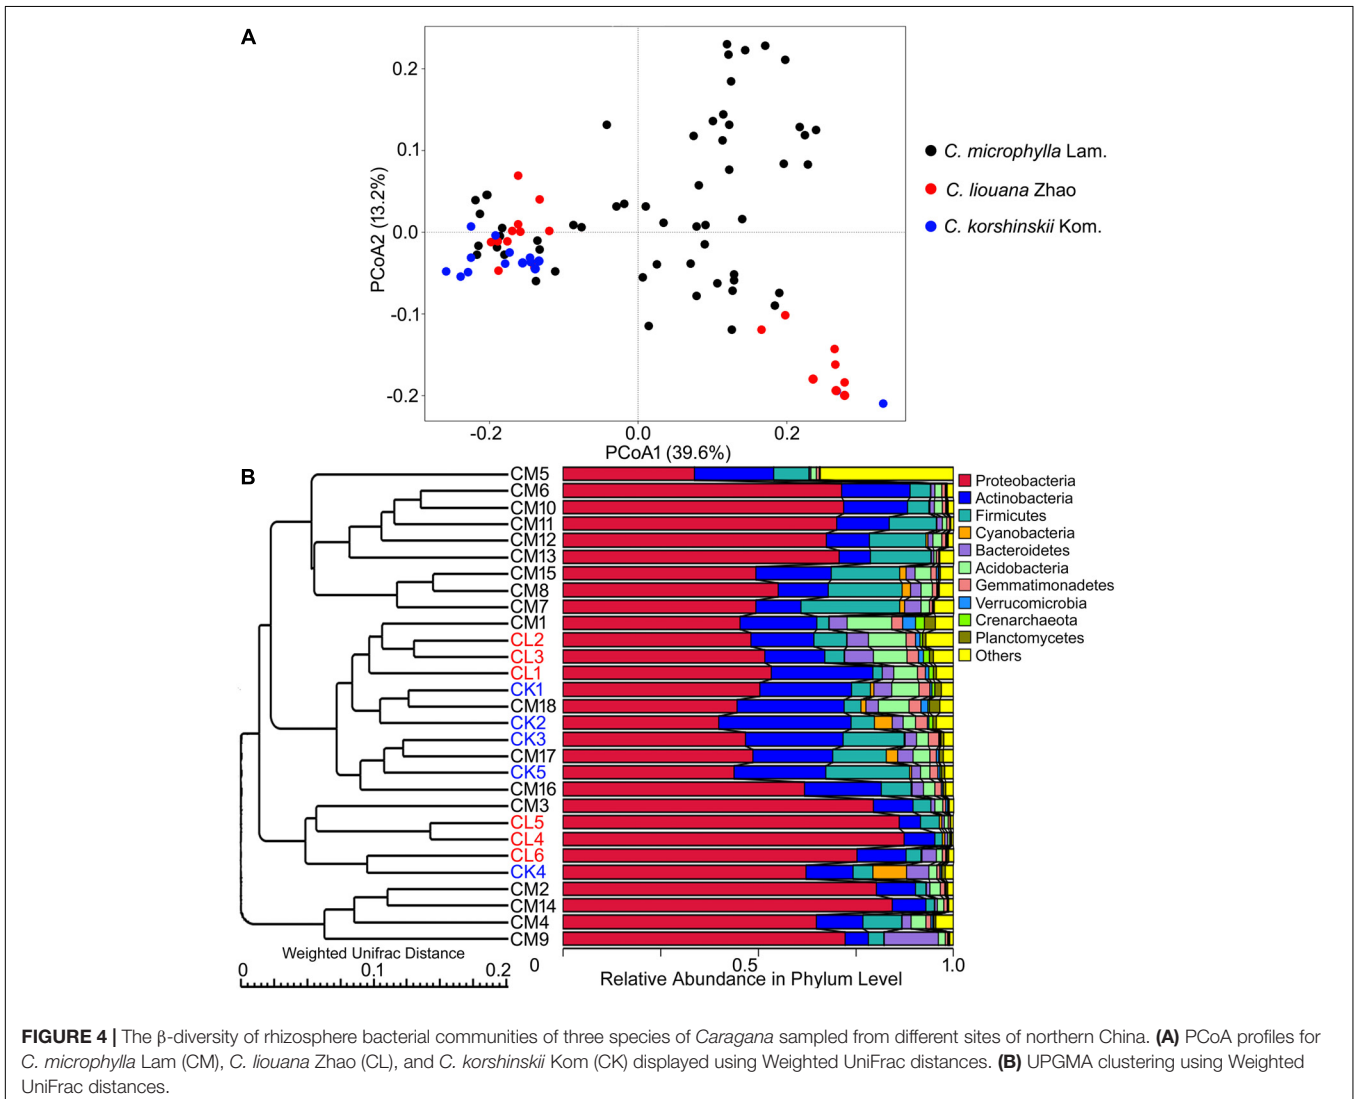 A
0.2
0.1
0.0
-0.1
-0.2
PCoA2 (13.2%)
-0.2
0.0
0.2
PCoA1 (39.6%)
C. microphylla Lam.
C. liouana Zhao
C. korshinskii Kom.
B
CM5
CM6
CM10
CM11
CM12
CM13
CM15
CM8
CM7
CM1
CL2
CL3
CL1
CK1
CM18
CK2
CK3
CM17
CK5
CM16
CM3
CL5
CL4
CL6
CK4
CM2
CM14
CM4
CM9
Proteobacteria
Actinobacteria
Firmicutes
Cyanobacteria
Bacteroidetes
Acidobacteria
Gemmatimonadetes
Verrucomicrobia
Crenarchaeota
Planctomycetes
Others
Weighted Unifrac Distance
0 0.1 0.2
0 0.5 1.0
Relative Abundance in Phylum Level
FIGURE 4 | The β-diversity of rhizosphere bacterial communities of three species of Caragana sampled from different sites of northern China. (A) PCoA profiles for
C. microphylla Lam (CM), C. liouana Zhao (CL), and C. korshinskii Kom (CK) displayed using Weighted UniFrac distances. (B) UPGMA clustering using Weighted
UniFrac distances.